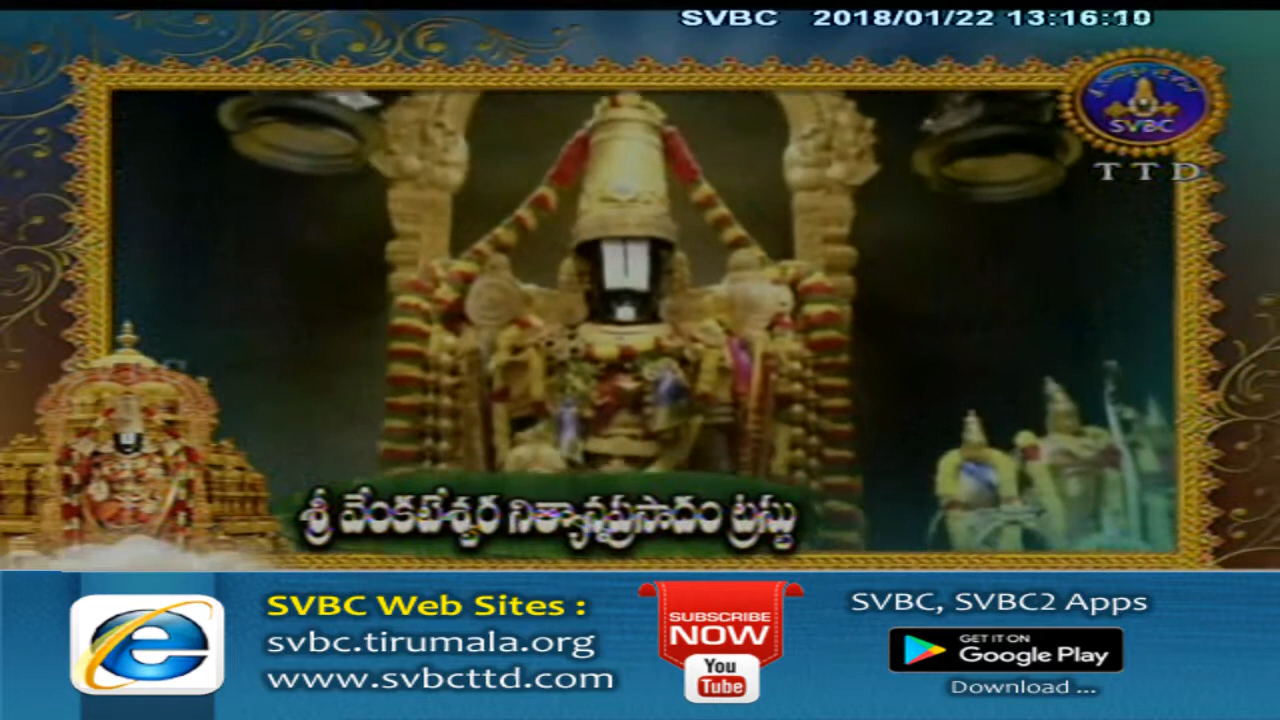 SVBC 2018/01/22 13:16:10
SVBC
TTD
శ్రీ వేంకటేశ్వర నిత్యాన్నప్రసాదం ట్రస్టు
SVBC Web Sites :
svbc.tirumala.org
www.svbcttd.com
SUBSCRIBE
NOW
You
Tube
SVBC, SVBC2 Apps
GET IT ON
Google Play
Download ...